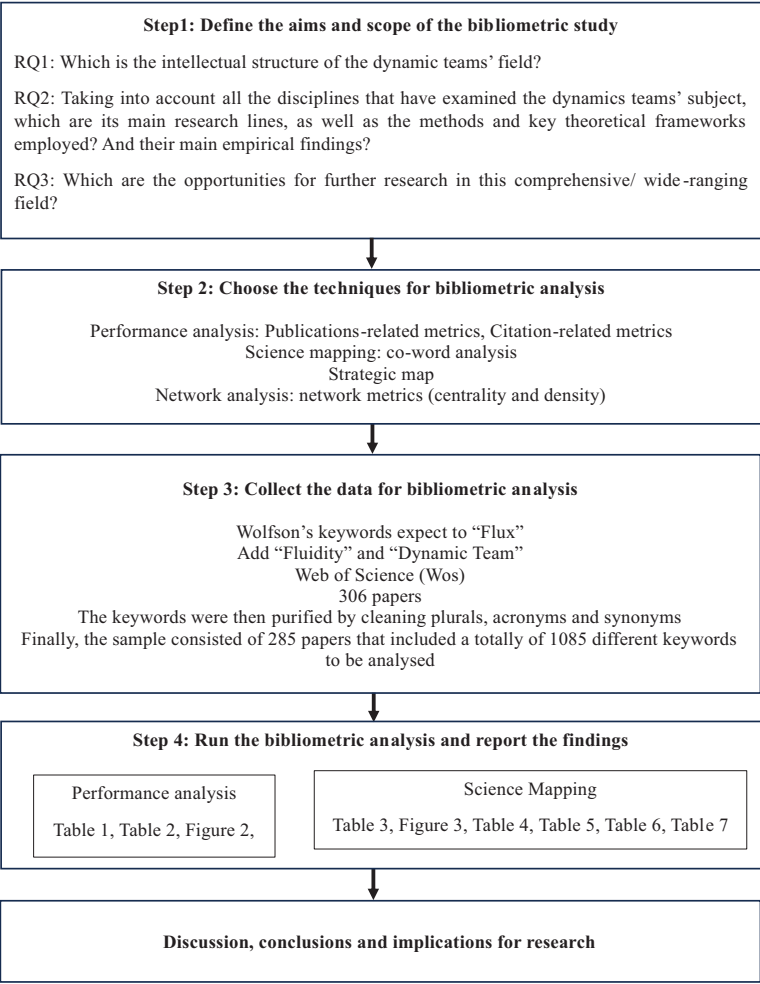 Step1: Define the aims and scope of the bibliometric study
RQ1: Which is the intellectual structure of the dynamic teams' field?
RQ2: Taking into account all the disciplines that have examined the dynamics teams' subject,
which are its main research lines, as well as the methods and key theoretical frameworks
employed? And their main empirical findings?
RQ3: Which are the opportunities for further research in this comprehensive/ wide-ranging
field?
Step 2: Choose the techniques for bibliometric analysis
Performance analysis: Publications-related metrics, Citation-related metrics
Science mapping: co-word analysis
Strategic map
Network analysis: network metrics (centrality and density)
Step 3: Collect the data for bibliometric analysis
Wolfson's keywords expect to “Flux”
Add “Fluidity” and “Dynamic Team”
Web of Science (Wos)
306 papers
The keywords were then purified by cleaning plurals, acronyms and synonyms
Finally, the sample consisted of 285 papers that included a totally of 1085 different keywords
to be analysed
Step 4: Run the bibliometric analysis and report the findings
Performance analysis
Table 1, Table 2, Figure 2,
Science Mapping
Table 3, Figure 3, Table 4, Table 5, Table 6, Table 7
Discussion, conclusions and implications for research